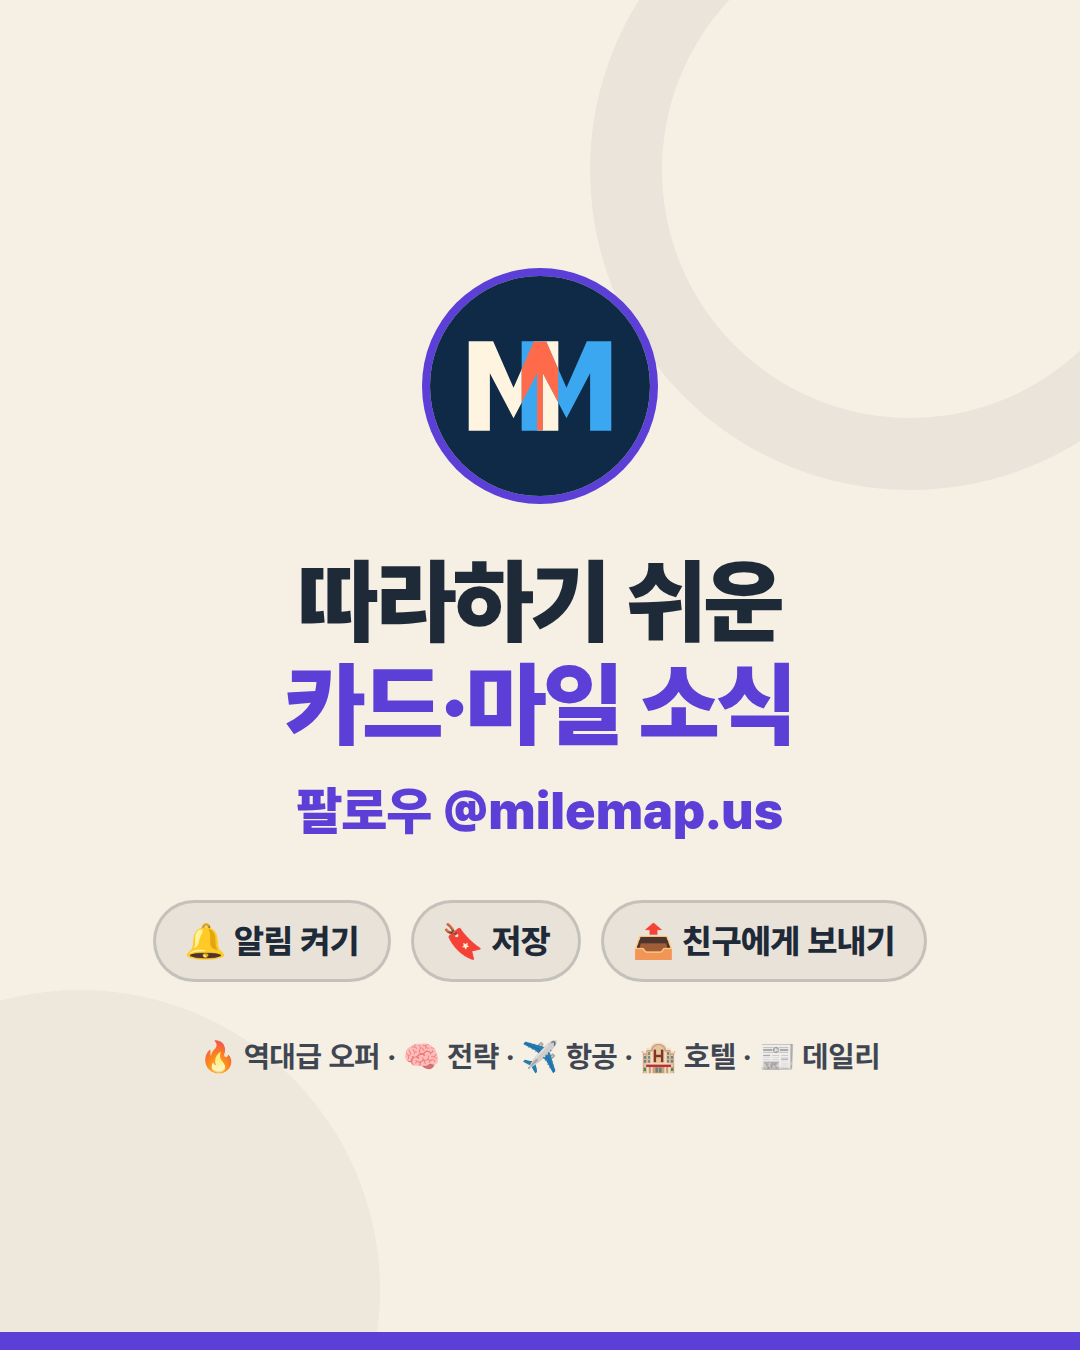 MM
따라하기 쉬운
카드·마일 소식
팔로우 @milemap.us
🔔 알림 켜기 🔖 저장 📤 친구에게 보내기
🔥 역대급 오퍼 · 🧠 전략 · ✈️ 항공 · 🏨 호텔 · 📰 데일리